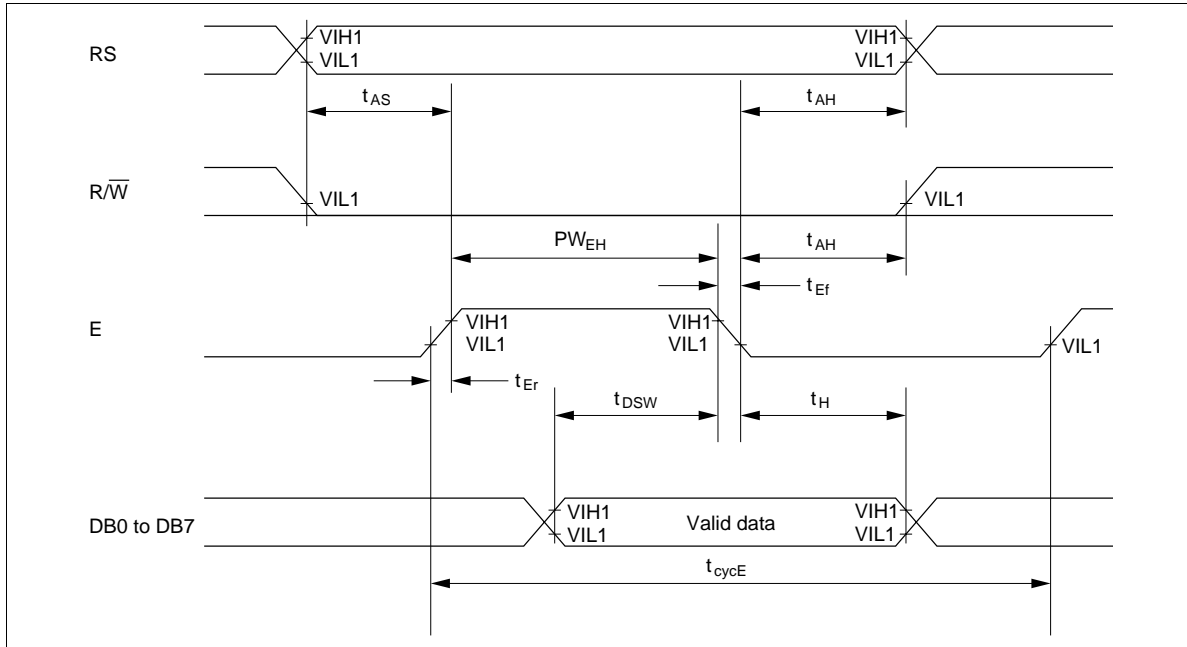 RS
VIH1
VIL1
VIH1
VIL1
tAS
tAH
R/W̅
VIL1
VIL1
PWEH
tAH
tEf
E
VIH1
VIL1
VIH1
VIL1
VIL1
tEr
tDSW
tH
DB0 to DB7
VIH1
VIL1
Valid data
VIH1
VIL1
tcycE